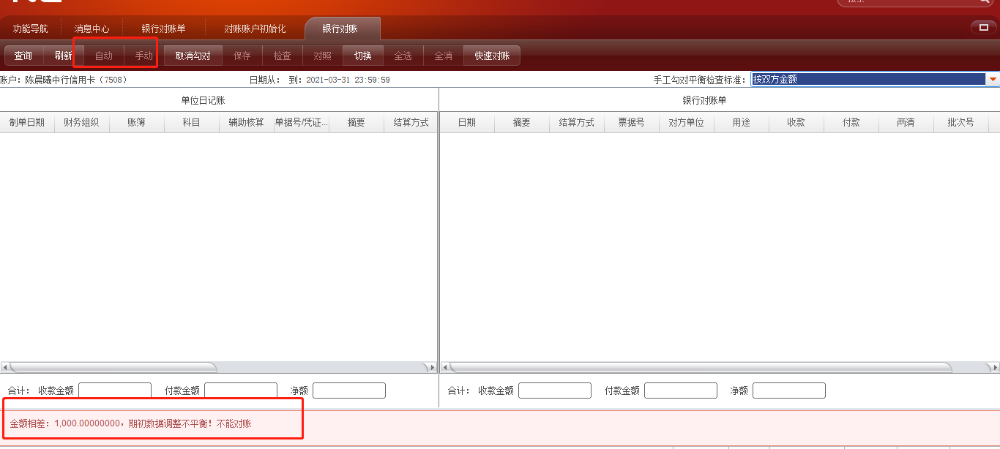 功能导航 消息中心 银行对账单 对账账户初始化 银行对账
查询 刷新 自动 手动 取消勾对 保存 检查 对照 切换 全选 全消 快速对账
账户：陈晨曦中行信用卡（7508） 日期从： 到：2021-03-31 23:59:59 手工勾对平衡检查标准：按双方金额
单位日记账 银行对账单
制单日期 财务组织 账簿 科目 辅助核算 单据号/凭证... 摘要 结算方式 日期 摘要 结算方式 票据号 对方单位 用途 收款 付款 两清 批次号
合计： 收款金额 付款金额 净额 合计： 收款金额 付款金额 净额
金额相差：1,000.00000000，期初数据调整不平衡！不能对账